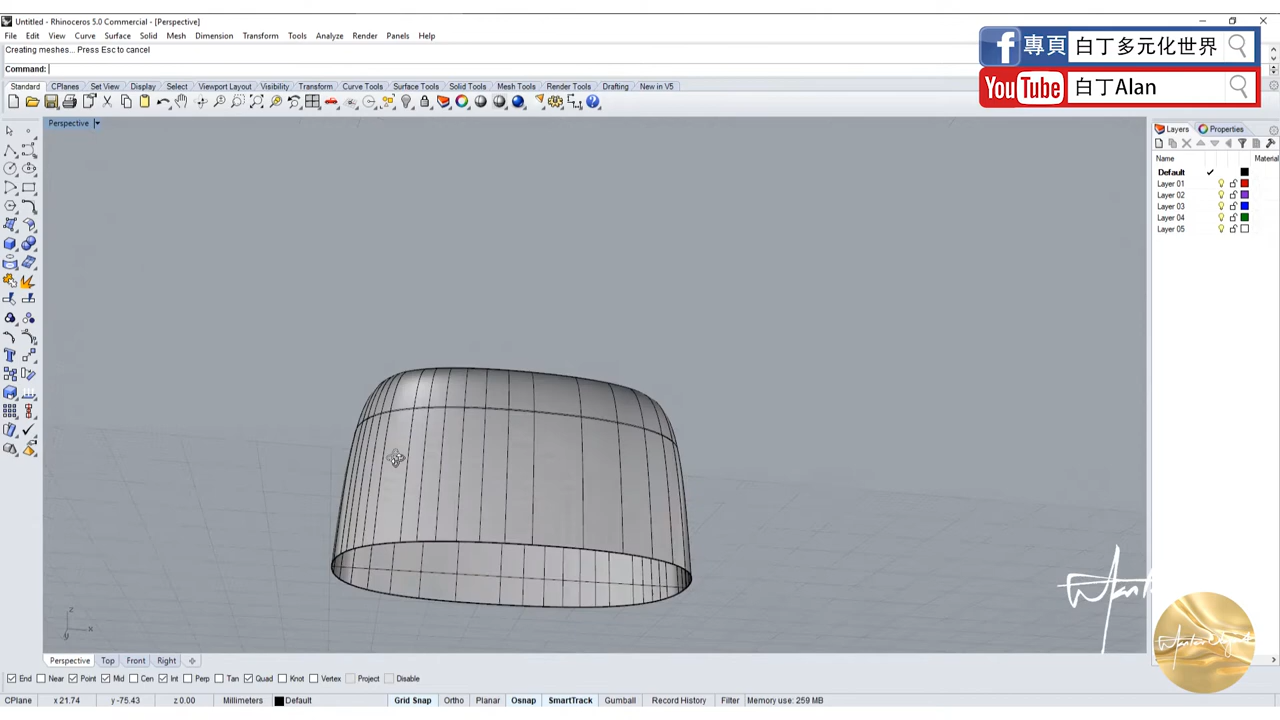 Untitled - Rhinoceros 5.0 Commercial - [Perspective]
File Edit View Curve Surface Solid Mesh Dimension Transform Tools Analyze Render Panels Help
Creating meshes... Press Esc to cancel
Command:
專頁 白丁多元化世界
YouTube 白丁Alan
Standard CPlanes Set View Display Select Viewport Layout Visibility Transform Curve Tools Surface Tools Solid Tools Mesh Tools Render Tools Drafting New in V5
Perspective
Layers Properties
Name Material
Default
Layer 01
Layer 02
Layer 03
Layer 04
Layer 05
z
x
y
Perspective Top Front Right
End Near Point Mid Cen Int Perp Tan Quad Knot Vertex Project Disable
CPlane x 21.74 y -75.43 z 0.00 Millimeters Default Grid Snap Ortho Planar Osnap SmartTrack Gumball Record History Filter Memory use: 259 MB